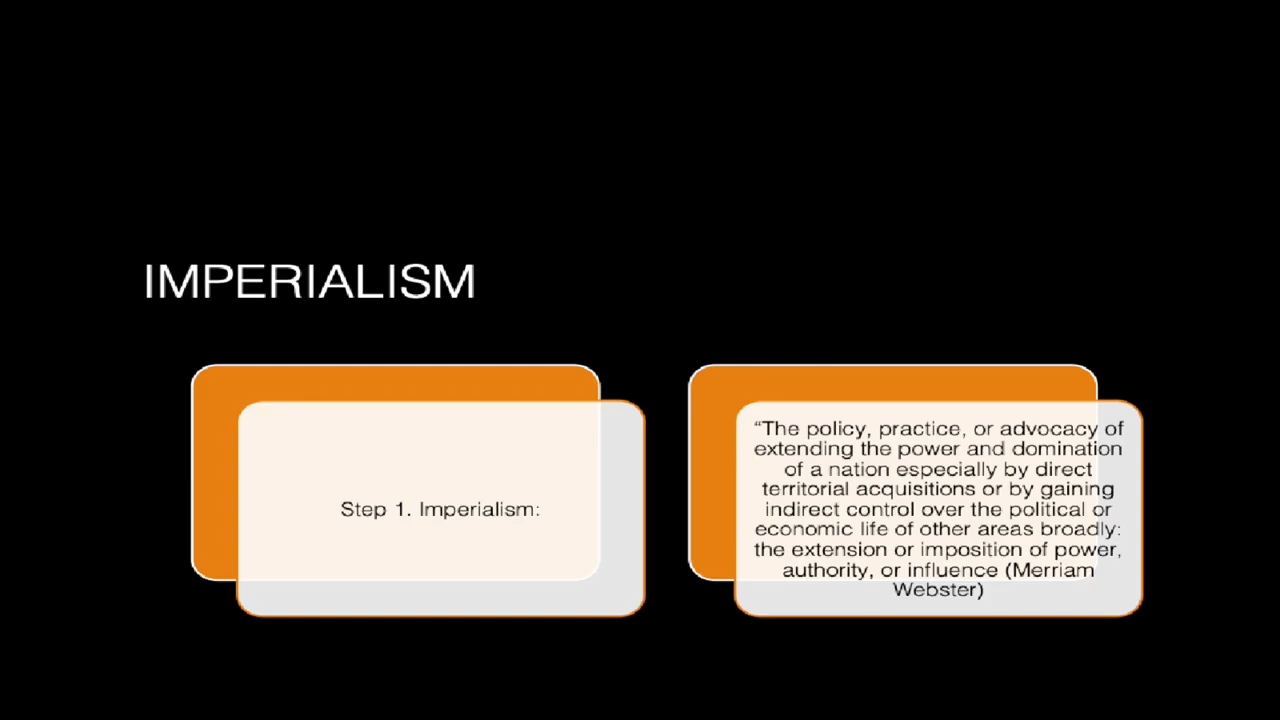 IMPERIALISM
Step 1. Imperialism:
“The policy, practice, or advocacy of
extending the power and domination
of a nation especially by direct
territorial acquisitions or by gaining
indirect control over the political or
economic life of other areas broadly:
the extension or imposition of power,
authority, or influence (Merriam
Webster)